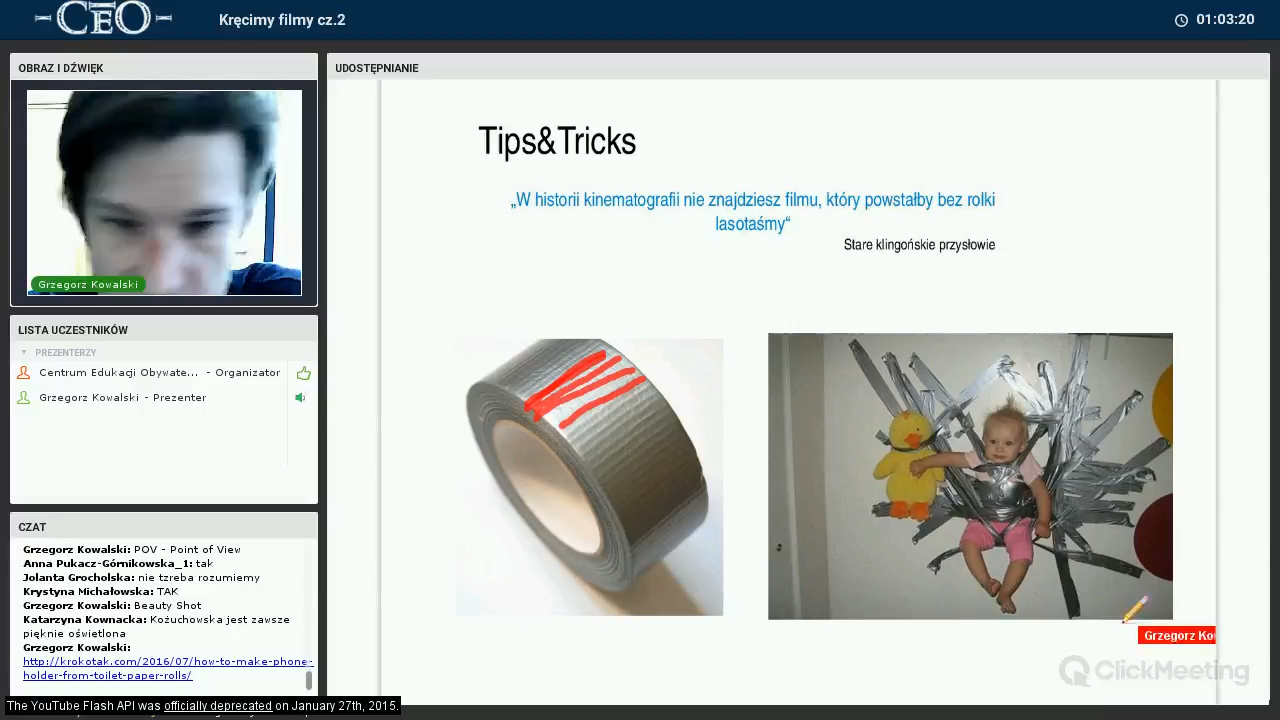 CEO
Kręcimy filmy cz.2
01:03:20
OBRAZ I DŹWIĘK
Grzegorz Kowalski
LISTA UCZESTNIKÓW
PREZENTERZY
Centrum Edukacji Obywate... - Organizator
Grzegorz Kowalski - Prezenter
CZAT
Grzegorz Kowalski: POV - Point of View
Anna Pukacz-Górnikowska_1: tak
Jolanta Grocholska: nie tzreba rozumiemy
Krystyna Michałowska: TAK
Grzegorz Kowalski: Beauty Shot
Katarzyna Kownacka: Kożuchowska jest zawsze
pięknie oświetlona
Grzegorz Kowalski:
http://krokotak.com/2016/07/how-to-make-phone-
holder-from-toilet-paper-rolls/
The YouTube Flash API was officially deprecated on January 27th, 2015.
UDOSTĘPNIANIE
Tips&Tricks
„W historii kinematografii nie znajdziesz filmu, który powstałby bez rolki
lasotaśmy“
Stare klingońskie przysłowie
Grzegorz Ko
ClickMeeting